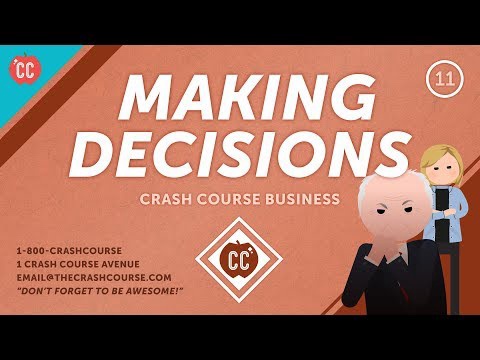 CC
11
MAKING
DECISIONS
CRASH COURSE BUSINESS
1-800-CRASHCOURSE
1 CRASH COURSE AVENUE
EMAIL@THECRASHCOURSE.COM
"DON'T FORGET TO BE AWESOME!"
CC